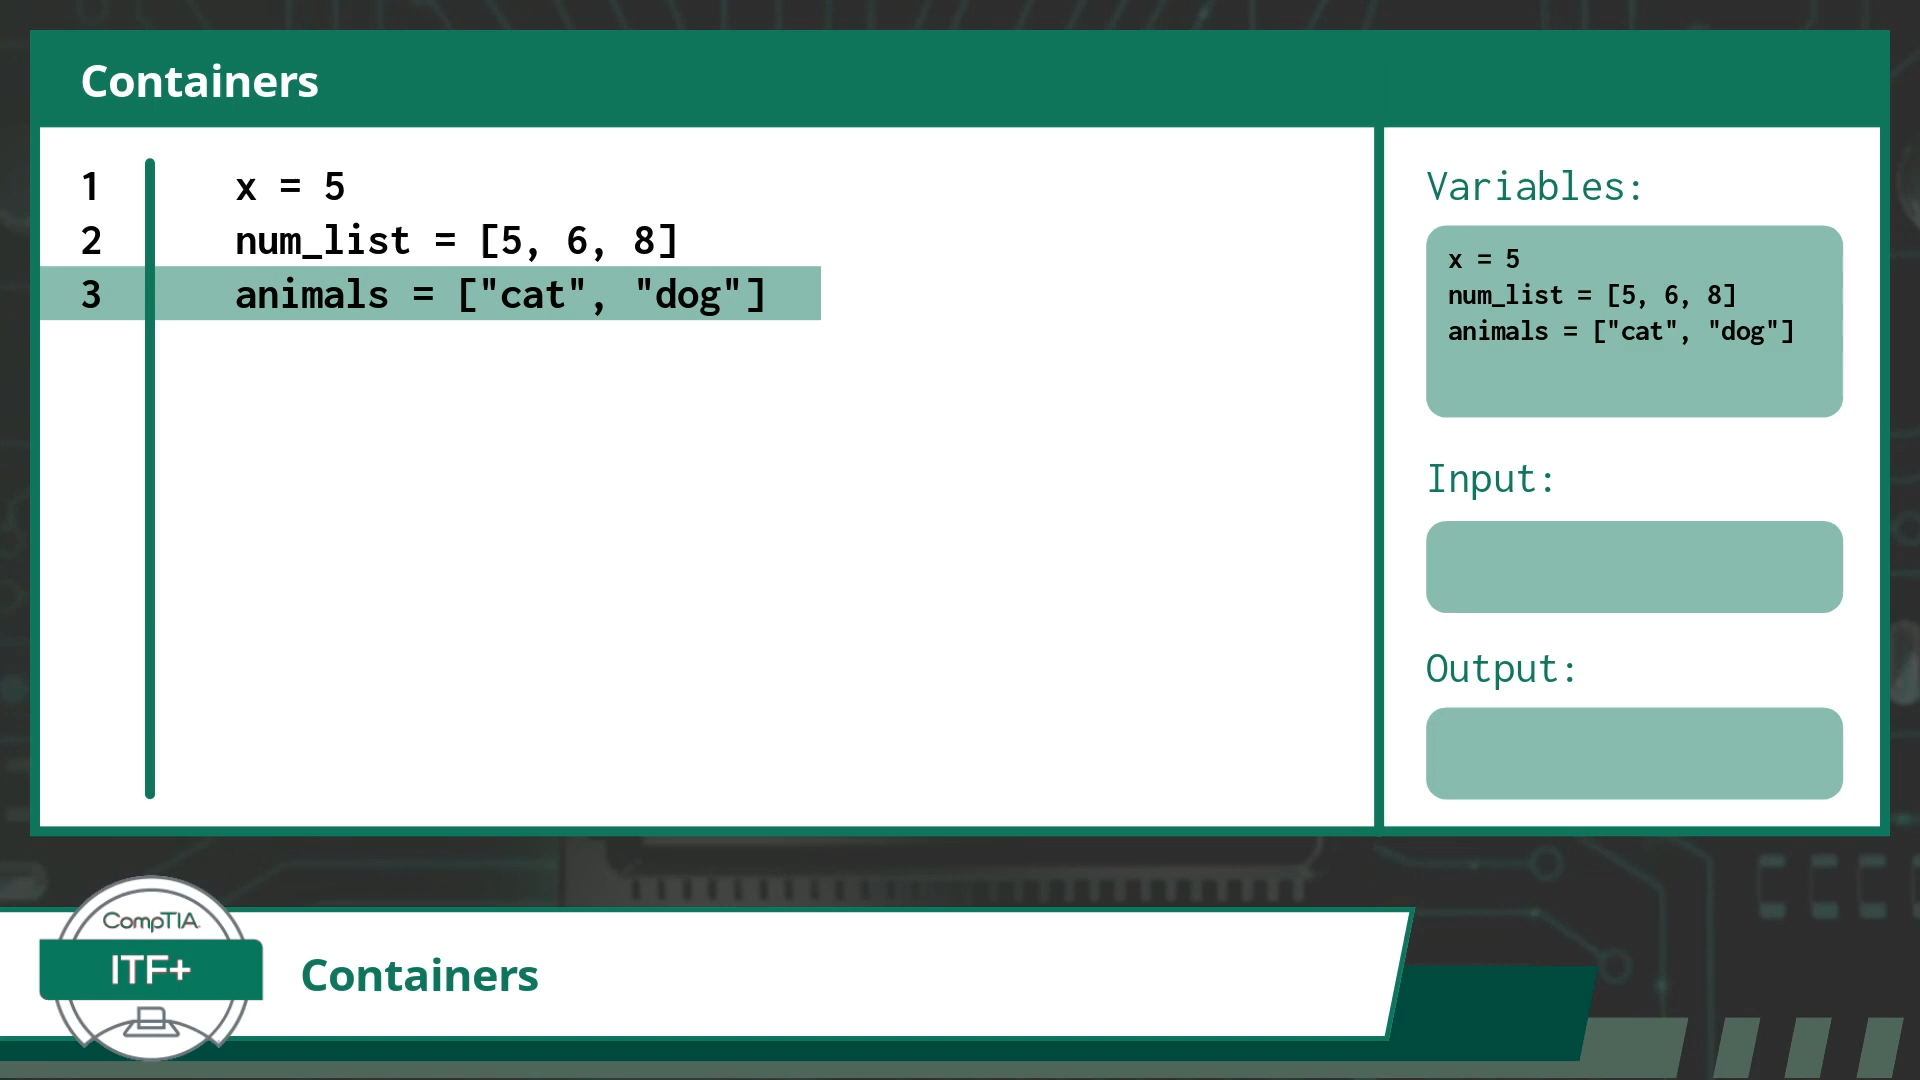 Containers
1 x = 5
2 num_list = [5, 6, 8]
3 animals = ["cat", "dog"]
Variables:
x = 5
num_list = [5, 6, 8]
animals = ["cat", "dog"]
Input:
Output:
CompTIA
ITF+
Containers